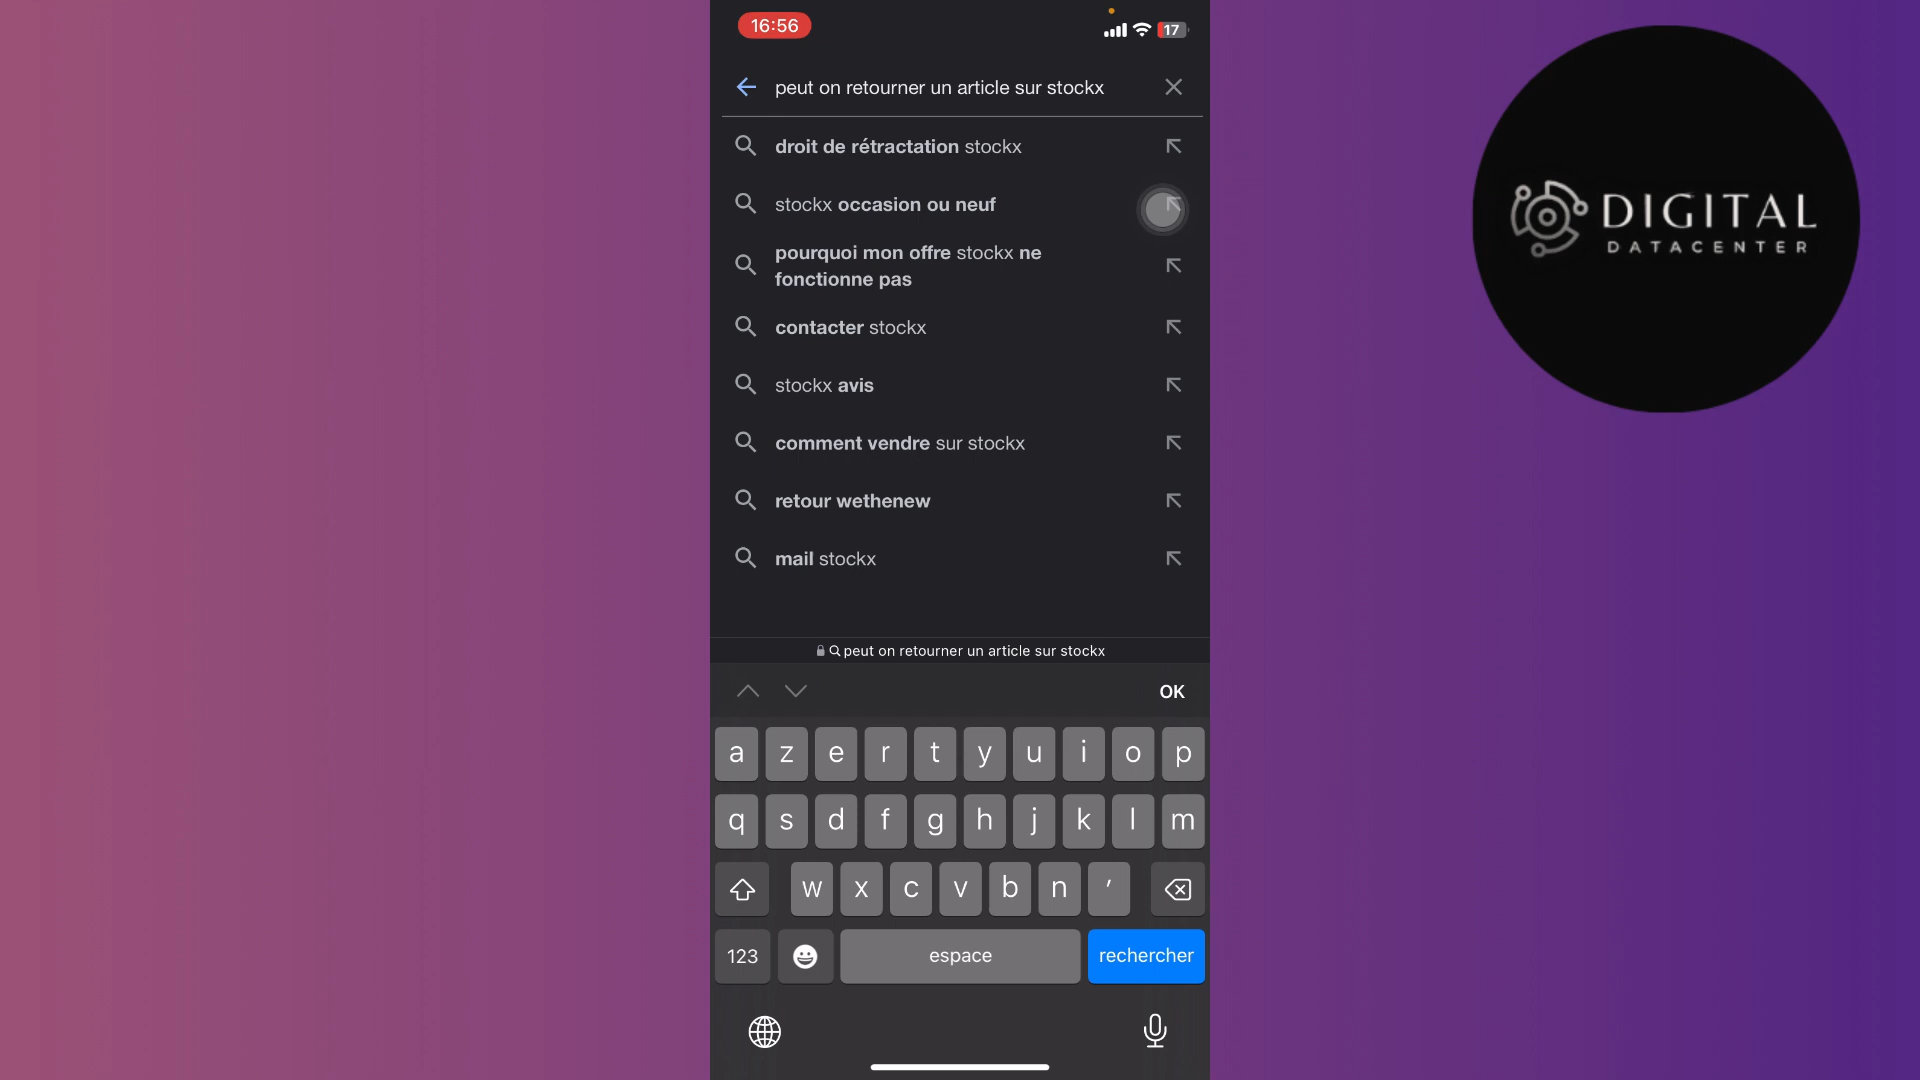 16:56
17
peut on retourner un article sur stockx
droit de rétractation stockx
stockx occasion ou neuf
pourquoi mon offre stockx ne
fonctionne pas
contacter stockx
stockx avis
comment vendre sur stockx
retour wethenew
mail stockx
peut on retourner un article sur stockx
OK
a z e r t y u i o p
q s d f g h j k l m
w x c v b n ’
123 espace rechercher
DIGITAL
DATACENTER